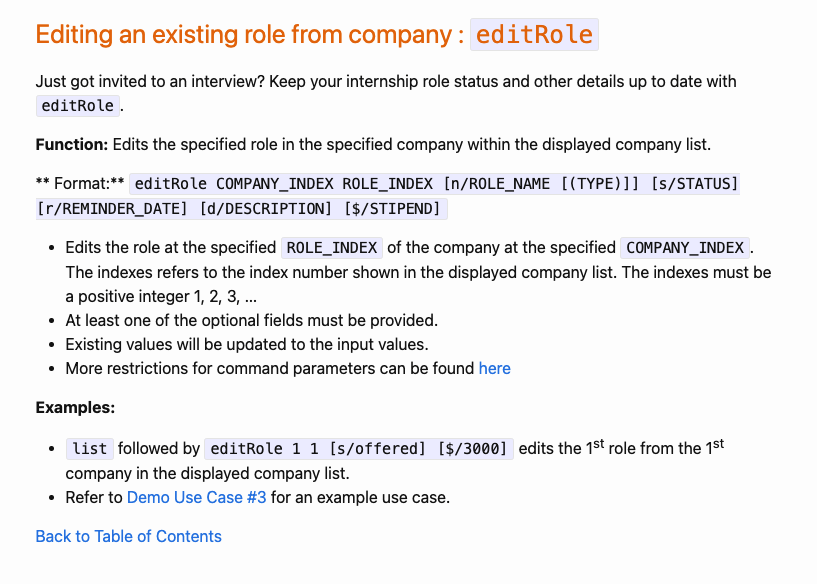 Editing an existing role from company : editRole
Just got invited to an interview? Keep your internship role status and other details up to date with
editRole .
Function: Edits the specified role in the specified company within the displayed company list.
** Format:** editRole COMPANY_INDEX ROLE_INDEX [n/ROLE_NAME [(TYPE)]] [s/STATUS]
[r/REMINDER_DATE] [d/DESCRIPTION] [$/STIPEND]
• Edits the role at the specified ROLE_INDEX of the company at the specified COMPANY_INDEX .
The indexes refers to the index number shown in the displayed company list. The indexes must be
a positive integer 1, 2, 3, ...
• At least one of the optional fields must be provided.
• Existing values will be updated to the input values.
• More restrictions for command parameters can be found here
Examples:
• list followed by editRole 1 1 [s/offered] [$/3000] edits the 1st role from the 1st
company in the displayed company list.
• Refer to Demo Use Case #3 for an example use case.
Back to Table of Contents